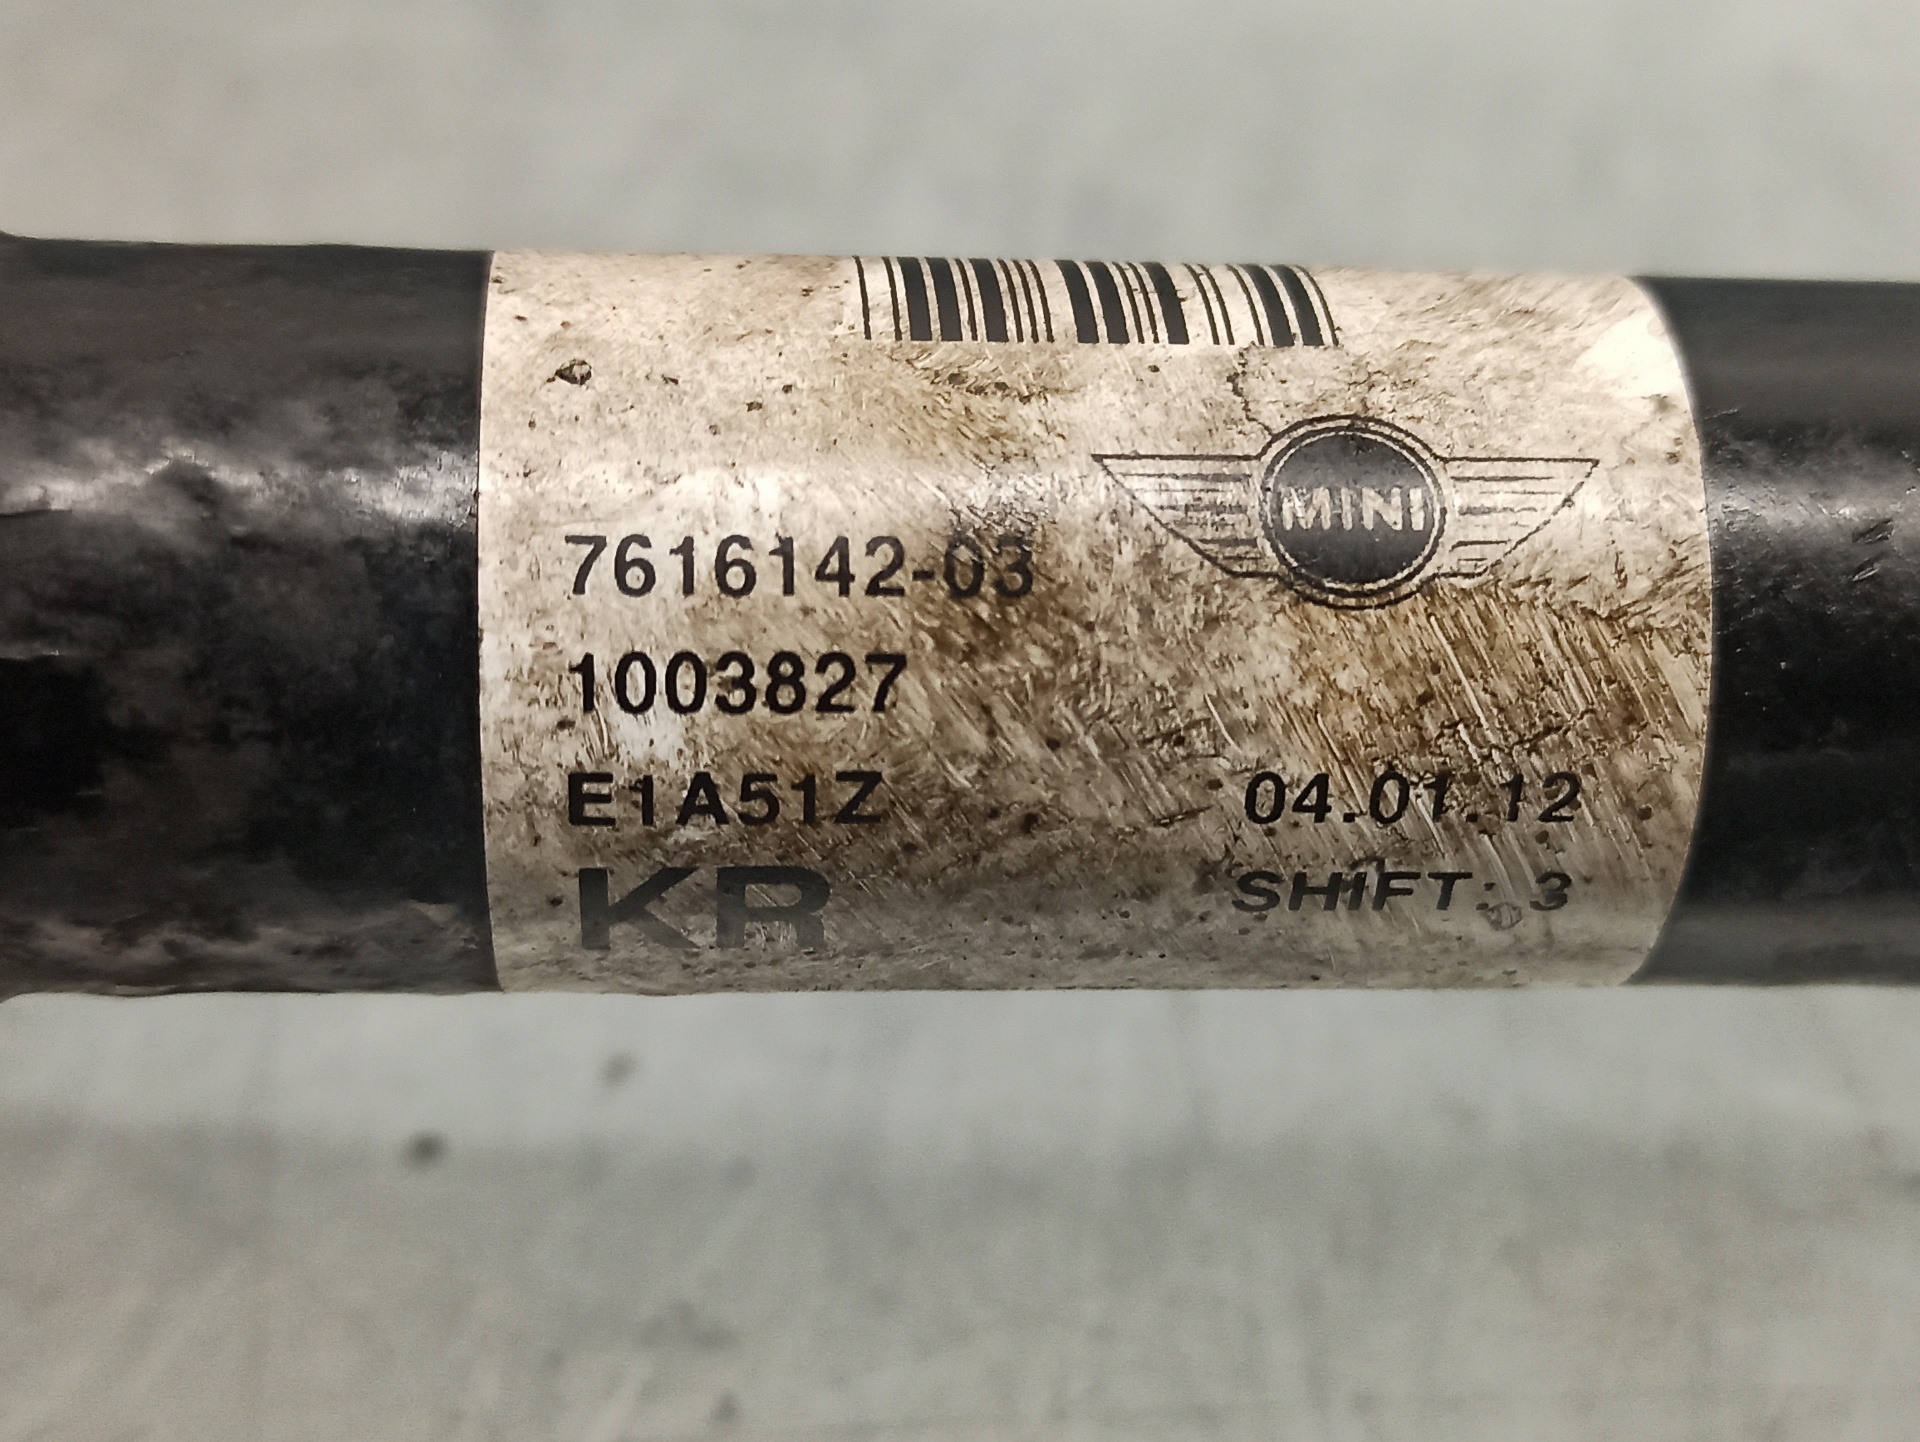 MINI
7616142-03
1003827
E1A51Z
04.01.12
KR
SHIFT: 3